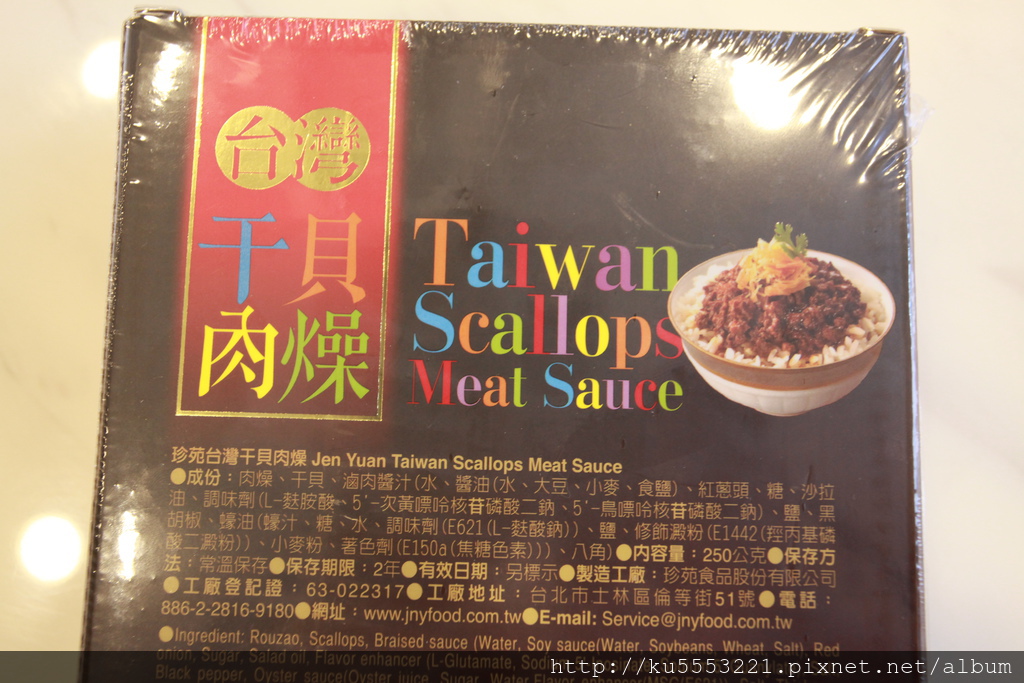 台灣
干貝
肉燥
Taiwan
Scallops
Meat Sauce
珍苑台灣干貝肉燥 Jen Yuan Taiwan Scallops Meat Sauce
●成份：肉燥、干貝、滷肉醬汁(水、醬油(水、大豆、小麥、食鹽)、紅蔥頭、糖、沙拉
油、調味劑(L-麩胺酸、5'-次黃嘌呤核苷磷酸二鈉、5'-鳥嘌呤核苷磷酸二鈉)、鹽、黑
胡椒、蠔油(蠔汁、糖、水、調味劑(E621(L-麩酸鈉))、鹽、修飾澱粉(E1442(羥丙基磷
酸二澱粉))、小麥粉、著色劑(E150a(焦糖色素)))、八角)●內容量：250公克●保存方
法：常溫保存●保存期限：2年●有效日期：另標示●製造工廠：珍苑食品股份有限公司
●工廠登記證：63-022317●工廠地址：台北市士林區倫等街51號●電話：
886-2-2816-9180●網址：www.jnyfood.com.tw●E-mail: Service@jnyfood.com.tw
●Ingredient: Rouzao, Scallops, Braised sauce (Water, Soy sauce(Water, Soybeans, Wheat, Salt), Red
onion, Sugar, Salad oil, Flavor enhancer (L-Glutamate,
Black pepper, Oyster sauce(Oyster juice, Sugar, Water, Flavor
http://ku5553221.pixnet.net/album